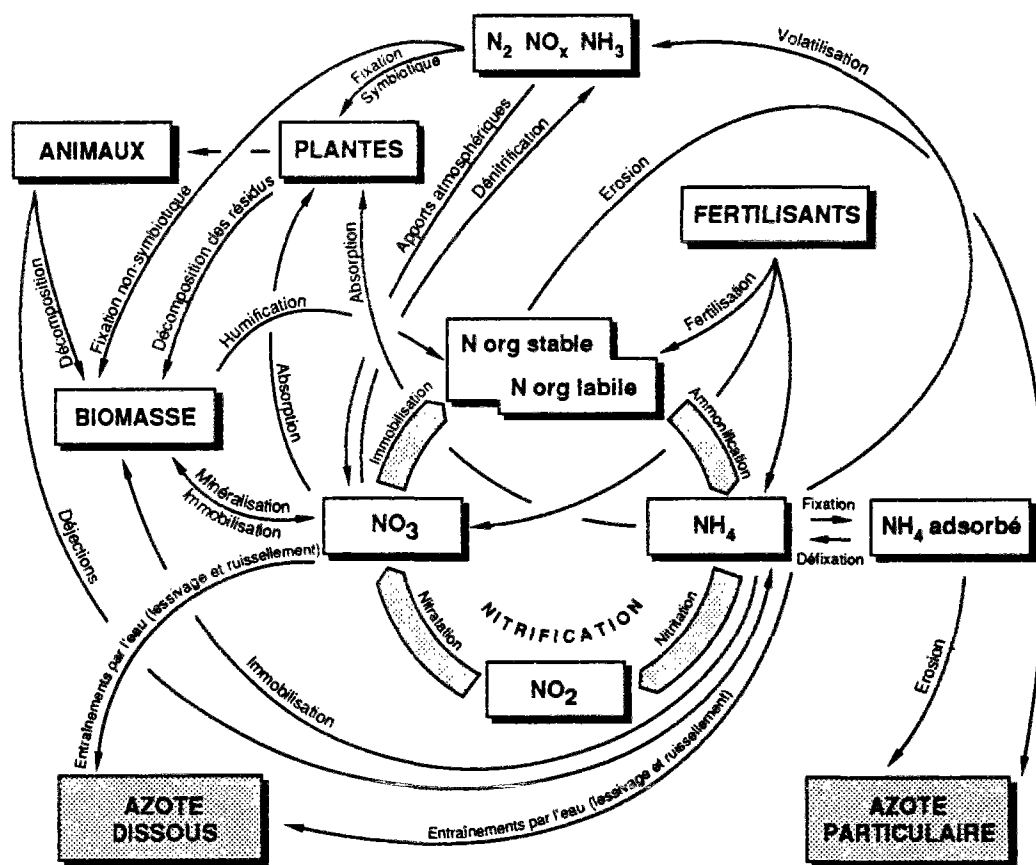 N₂ NOₓ NH₃
Volatilisation
Fixation
Symbiotique
ANIMAUX
PLANTES
Apports atmosphériques
Dénitrification
Erosion
FERTILISANTS
Fixation non-symbiotique
Décomposition des résidus
Absorption
Décomposition
Humification
Fertilisation
N org stable
N org labile
BIOMASSE
Absorption
Immobilisation
Ammonification
Minéralisation
Immobilisation
NO₃
NH₄
Fixation
Défixation
NH₄ adsorbé
Déjections
Entraînements par l'eau (lessivage et ruissellement)
Nitratation
NITRIFICATION
Nitritation
NO₂
Immobilisation
Erosion
Entraînements par l'eau (lessivage et ruissellement)
AZOTE
DISSOUS
AZOTE
PARTICULAIRE